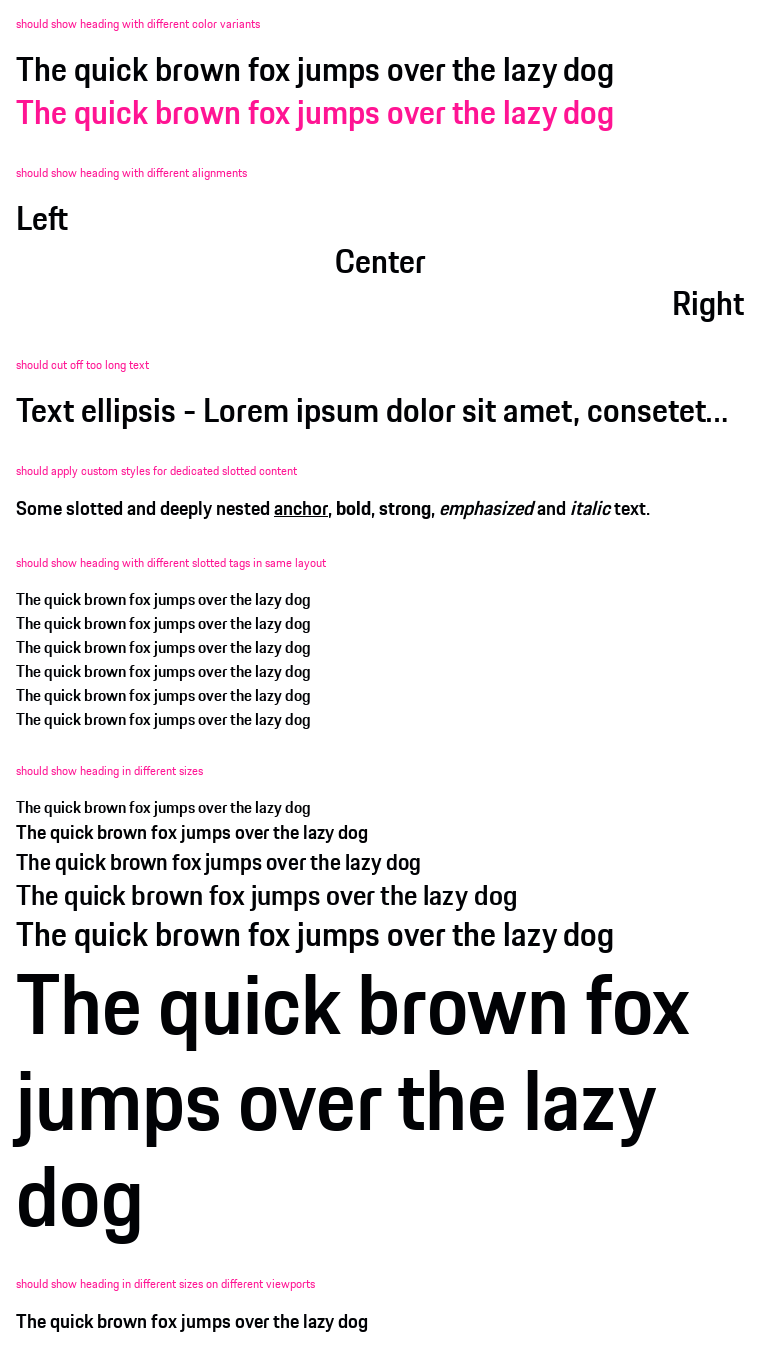 should show heading with different color variants
The quick brown fox jumps over the lazy dog
The quick brown fox jumps over the lazy dog
should show heading with different alignments
Left
Center
Right
should cut off too long text
Text ellipsis - Lorem ipsum dolor sit amet, consetet...
should apply custom styles for dedicated slotted content
Some slotted and deeply nested anchor, bold, strong, emphasized and italic text.
should show heading with different slotted tags in same layout
The quick brown fox jumps over the lazy dog
The quick brown fox jumps over the lazy dog
The quick brown fox jumps over the lazy dog
The quick brown fox jumps over the lazy dog
The quick brown fox jumps over the lazy dog
The quick brown fox jumps over the lazy dog
should show heading in different sizes
The quick brown fox jumps over the lazy dog
The quick brown fox jumps over the lazy dog
The quick brown fox jumps over the lazy dog
The quick brown fox jumps over the lazy dog
The quick brown fox jumps over the lazy dog
The quick brown fox
jumps over the lazy
dog
should show heading in different sizes on different viewports
The quick brown fox jumps over the lazy dog